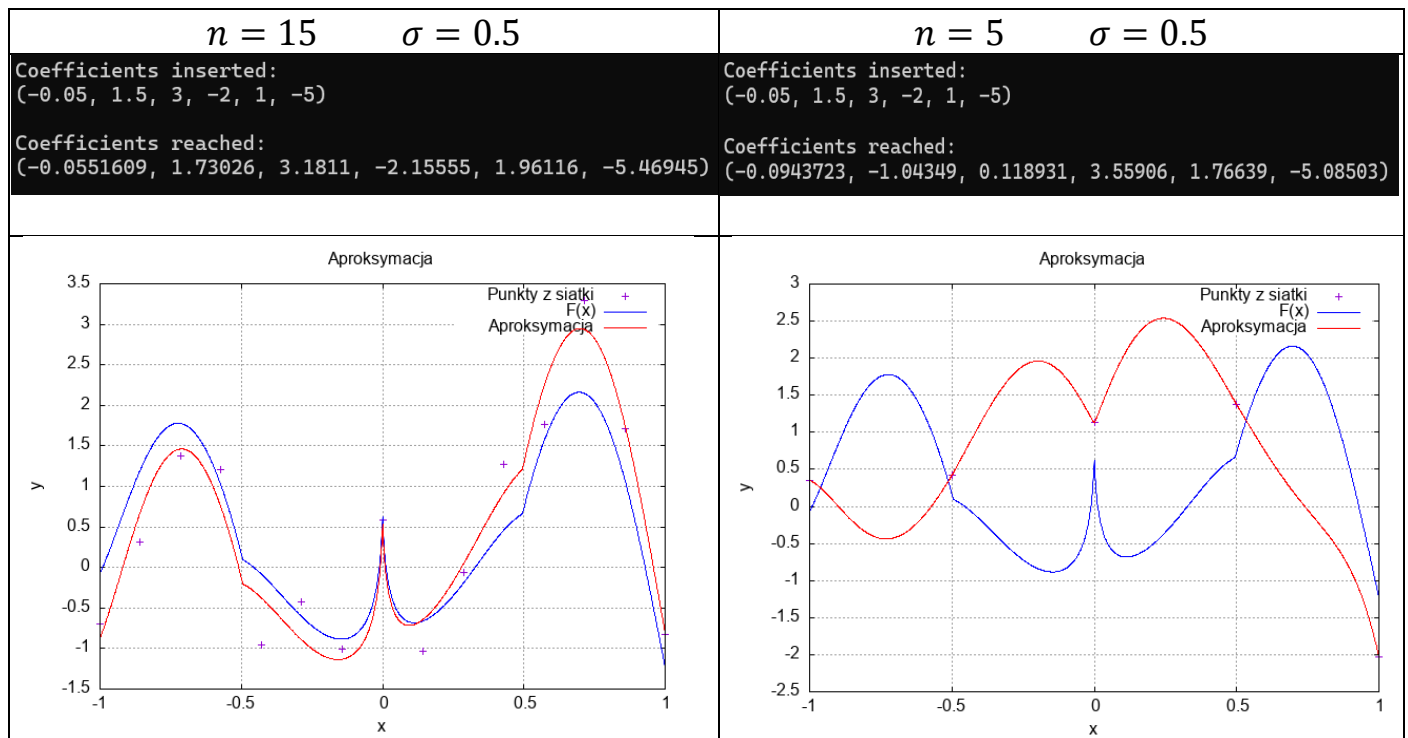 n = 15 σ = 0.5
Coefficients inserted:
(-0.05, 1.5, 3, -2, 1, -5)
Coefficients reached:
(-0.0551609, 1.73026, 3.1811, -2.15555, 1.96116, -5.46945)
Aproksymacja
Punkty z siatki
F(x)
Aproksymacja
3.5
3
2.5
2
1.5
1
0.5
0
-0.5
-1
-1.5
y
-1 -0.5 0 0.5 1
x
n = 5 σ = 0.5
Coefficients inserted:
(-0.05, 1.5, 3, -2, 1, -5)
Coefficients reached:
(-0.0943723, -1.04349, 0.118931, 3.55906, 1.76639, -5.08503)
Aproksymacja
Punkty z siatki
F(x)
Aproksymacja
3
2.5
2
1.5
1
0.5
0
-0.5
-1
-1.5
-2
-2.5
y
-1 -0.5 0 0.5 1
x